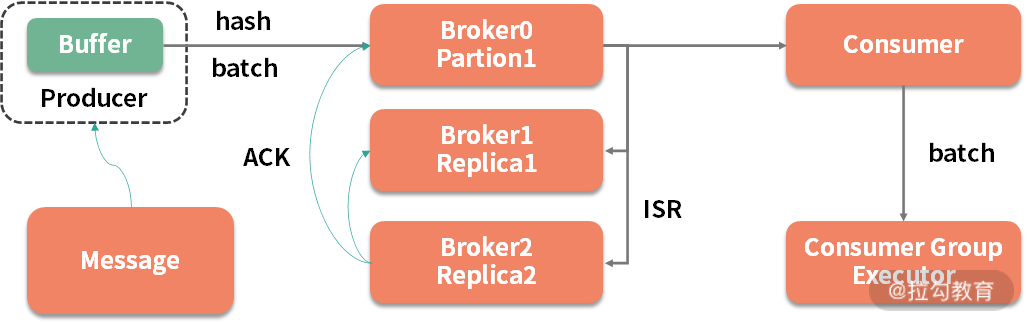 Buffer
Producer
hash
batch
Broker0
Partion1
Consumer
ACK
Broker1
Replica1
batch
ISR
Message
Broker2
Replica2
Consumer Group
Executor
@拉勾教育